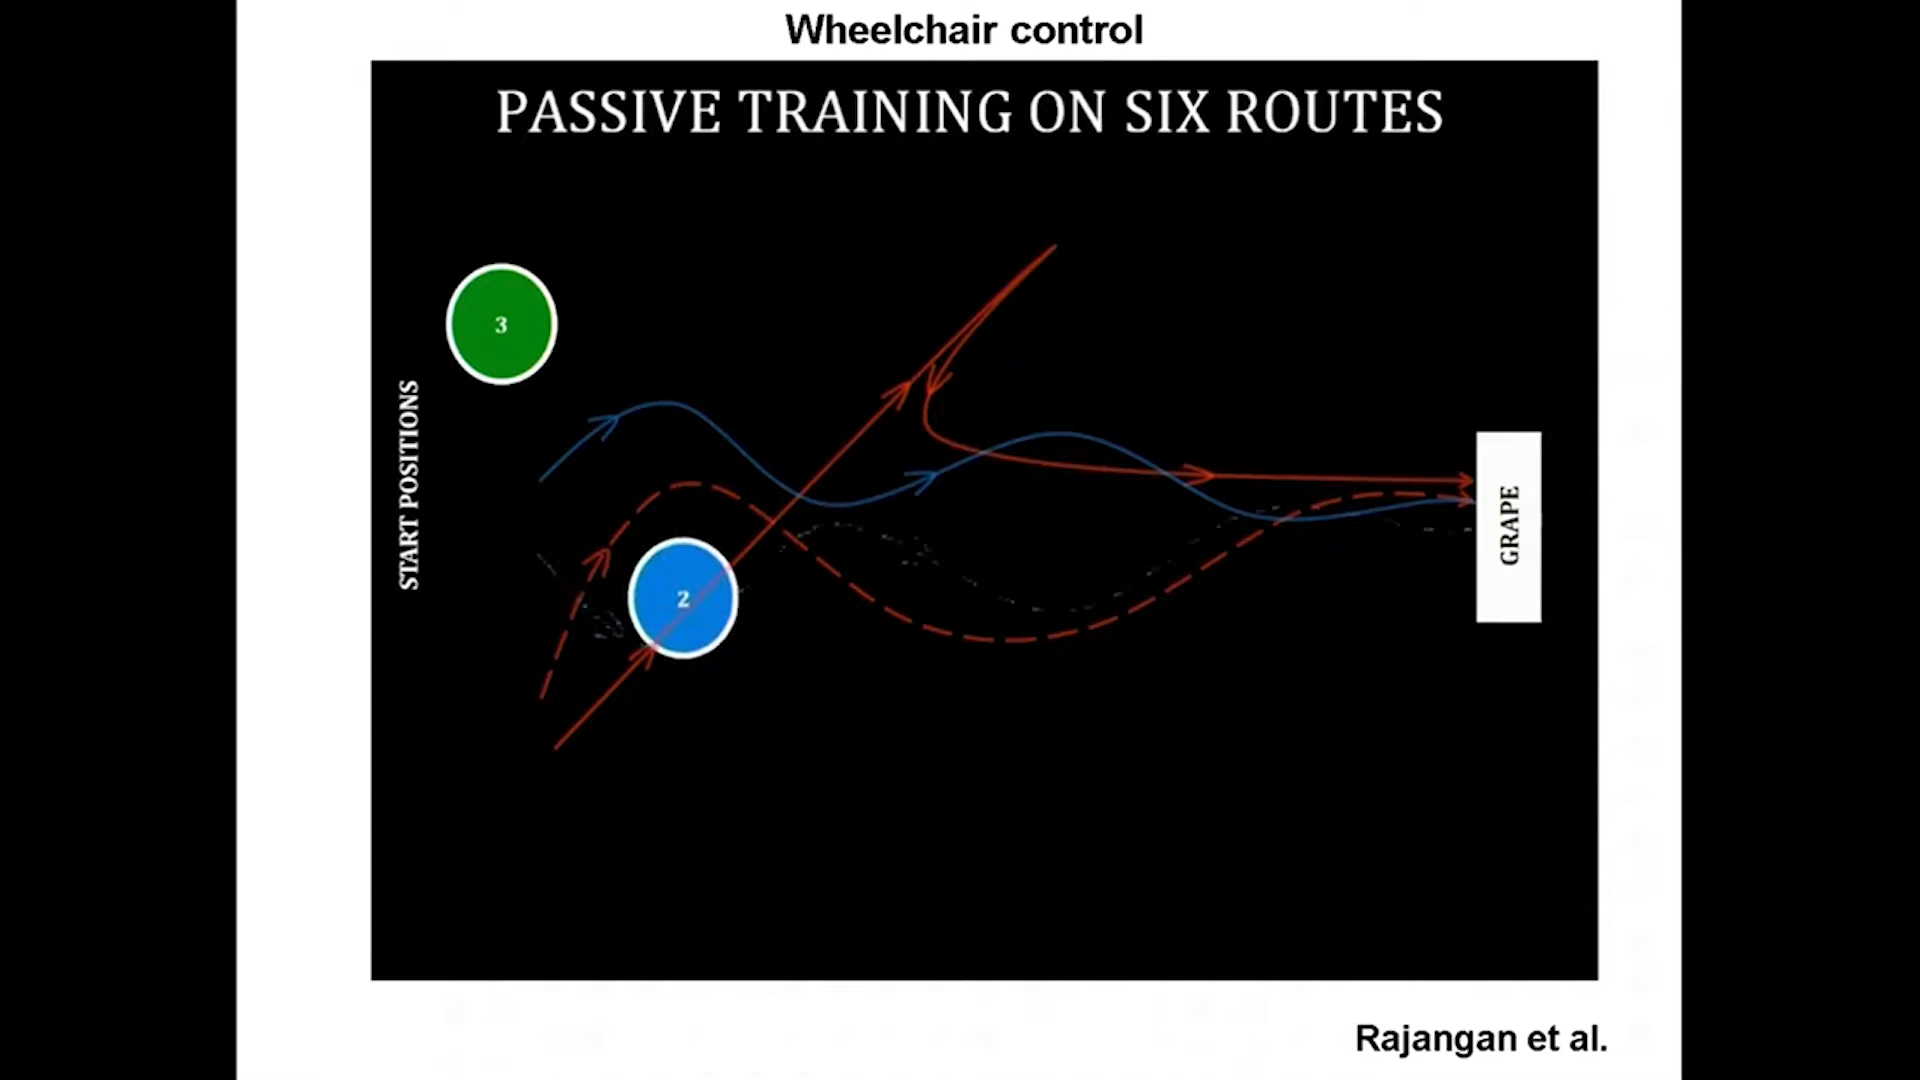 Wheelchair control
PASSIVE TRAINING ON SIX ROUTES
3
START POSITIONS
2
GRAPE
Rajangan et al.